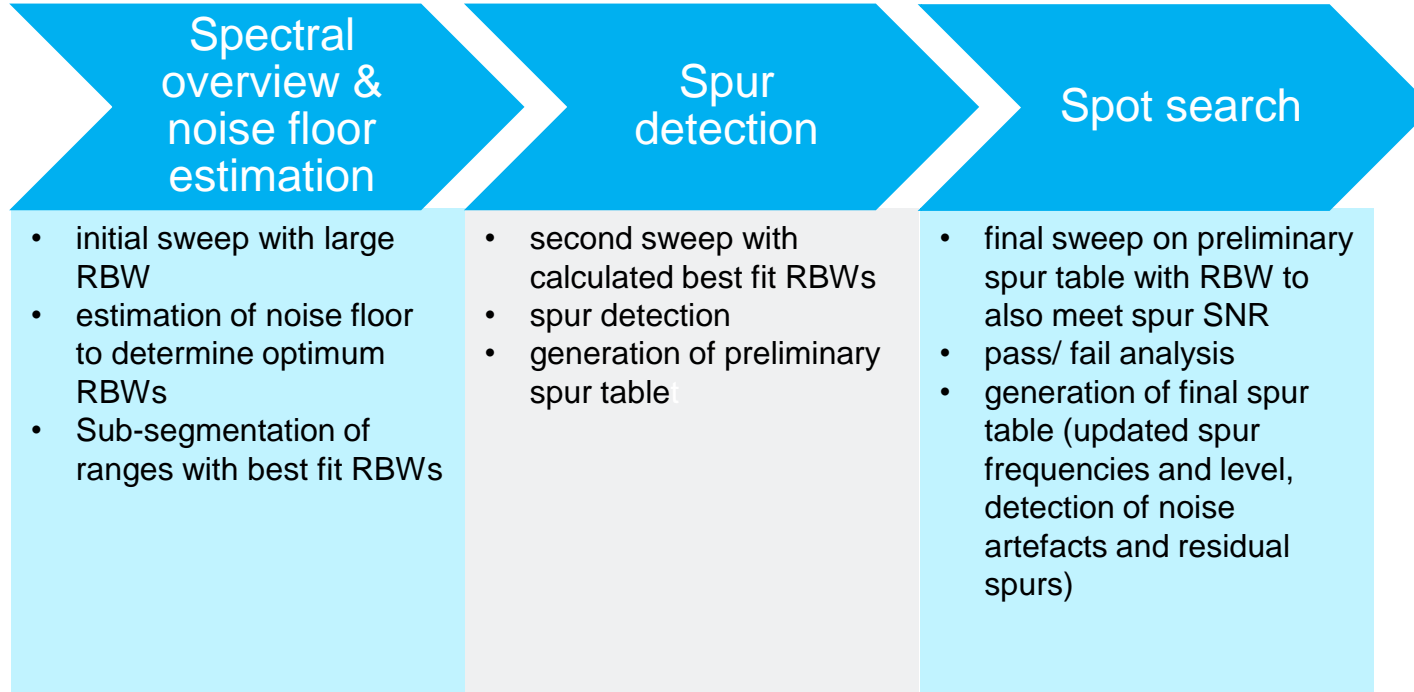 Spectral
overview &
noise floor
estimation
Spur
detection
Spot search
• initial sweep with large
RBW
• estimation of noise floor
to determine optimum
RBWs
• Sub-segmentation of
ranges with best fit RBWs
• second sweep with
calculated best fit RBWs
• spur detection
• generation of preliminary
spur tablet
• final sweep on preliminary
spur table with RBW to
also meet spur SNR
• pass/ fail analysis
• generation of final spur
table (updated spur
frequencies and level,
detection of noise
artefacts and residual
spurs)